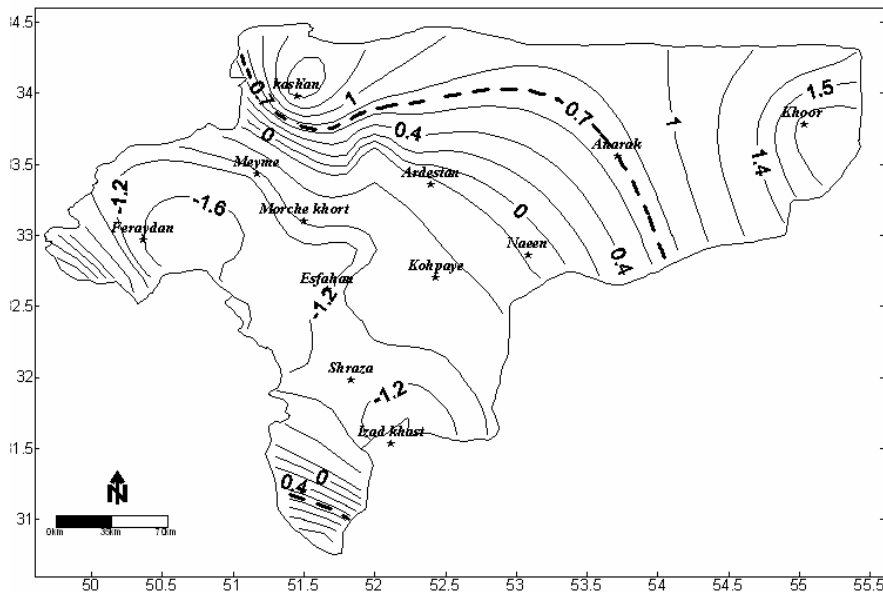 34.5
kashan
34
1
1.5
0.7
0.7
Khoor
0.4
1
0
Anarak
33.5
1.4
Meyme
Ardestan
-1.2
-1.6
Morche khort
0
Feraydan
33
Naeen
0.4
Kohpaye
Esfahan
-1.2
Shraza
32
-1.2
Izad khast
31.5
0
0.4
N
31
0km
35km
70km
50 50.5 51 51.5 52 52.5 53 53.5 54 54.5 55 55.5